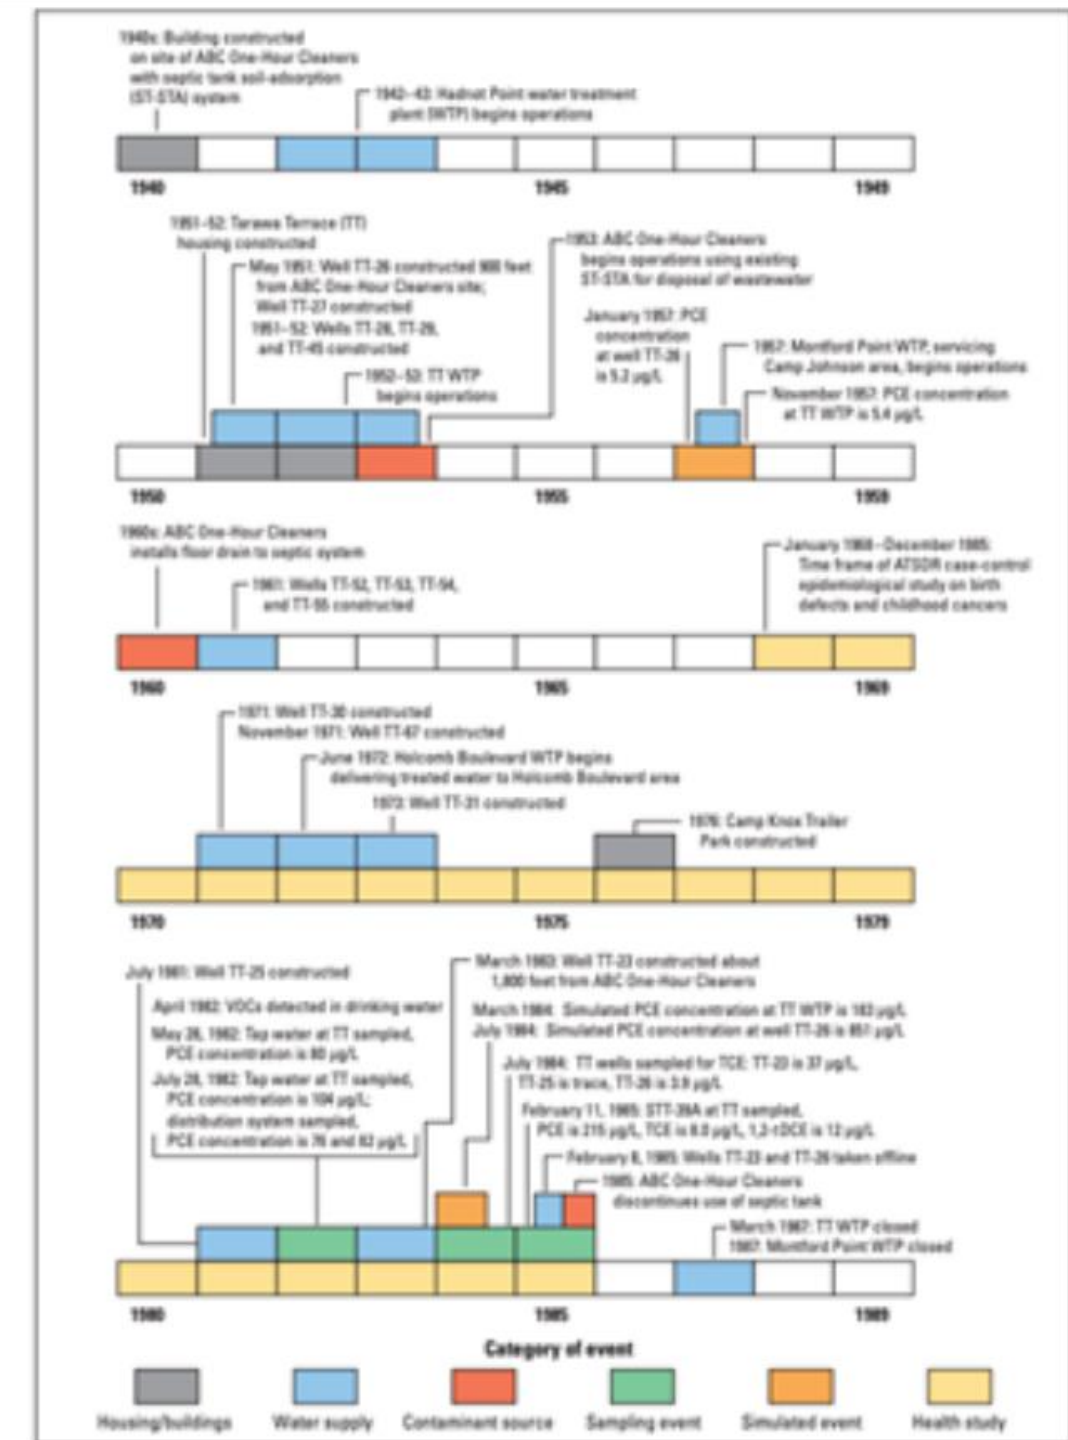 1940s: Building constructed
on site of ABC One-Hour Cleaners
with septic tank soil-adsorption
(ST-STA) system
1942–43: Hadnot Point water treatment
plant (WTP) begins operations
1940
1945
1949
1951–52: Tarawa Terrace (TT)
housing constructed
May 1951: Well TT-26 constructed 900 feet
from ABC One-Hour Cleaners site;
Well TT-27 constructed
1951–52: Wells TT-28, TT-29,
and TT-45 constructed
1952–53: TT WTP
begins operations
1953: ABC One-Hour Cleaners
begins operations using existing
ST-STA for disposal of wastewater
January 1957: PCE
concentration
at well TT-26
is 5.2 µg/L
1957: Montford Point WTP, servicing
Camp Johnson area, begins operations
November 1957: PCE concentration
at TT WTP is 5.4 µg/L
1950
1955
1959
1960s: ABC One-Hour Cleaners
installs floor drain to septic system
1961: Wells TT-52, TT-53, TT-54,
and TT-55 constructed
January 1968–December 1985:
Time frame of ATSDR case-control
epidemiological study on birth
defects and childhood cancers
1960
1965
1969
1971: Well TT-30 constructed
November 1971: Well TT-67 constructed
June 1972: Holcomb Boulevard WTP begins
delivering treated water to Holcomb Boulevard area
1973: Well TT-31 constructed
1976: Camp Knox Trailer
Park constructed
1970
1975
1979
July 1981: Well TT-25 constructed
April 1982: VOCs detected in drinking water
May 28, 1982: Tap water at TT sampled,
PCE concentration is 80 µg/L
July 28, 1982: Tap water at TT sampled,
PCE concentration is 104 µg/L;
distribution system sampled,
PCE concentration is 76 and 82 µg/L
March 1983: Well TT-23 constructed about
1,800 feet from ABC One-Hour Cleaners
March 1984: Simulated PCE concentration at TT WTP is 183 µg/L
July 1984: Simulated PCE concentration at well TT-26 is 851 µg/L
July 1984: TT wells sampled for TCE: TT-23 is 37 µg/L,
TT-25 is trace, TT-26 is 3.9 µg/L
February 11, 1985: STT-39A at TT sampled,
PCE is 215 µg/L, TCE is 8.0 µg/L, 1,2-tDCE is 12 µg/L
February 8, 1985: Wells TT-23 and TT-26 taken offline
1985: ABC One-Hour Cleaners
discontinues use of septic tank
March 1987: TT WTP closed
1987: Montford Point WTP closed
1980
1985
1989
Category of event
Housing/buildings
Water supply
Contaminant source
Sampling event
Simulated event
Health study